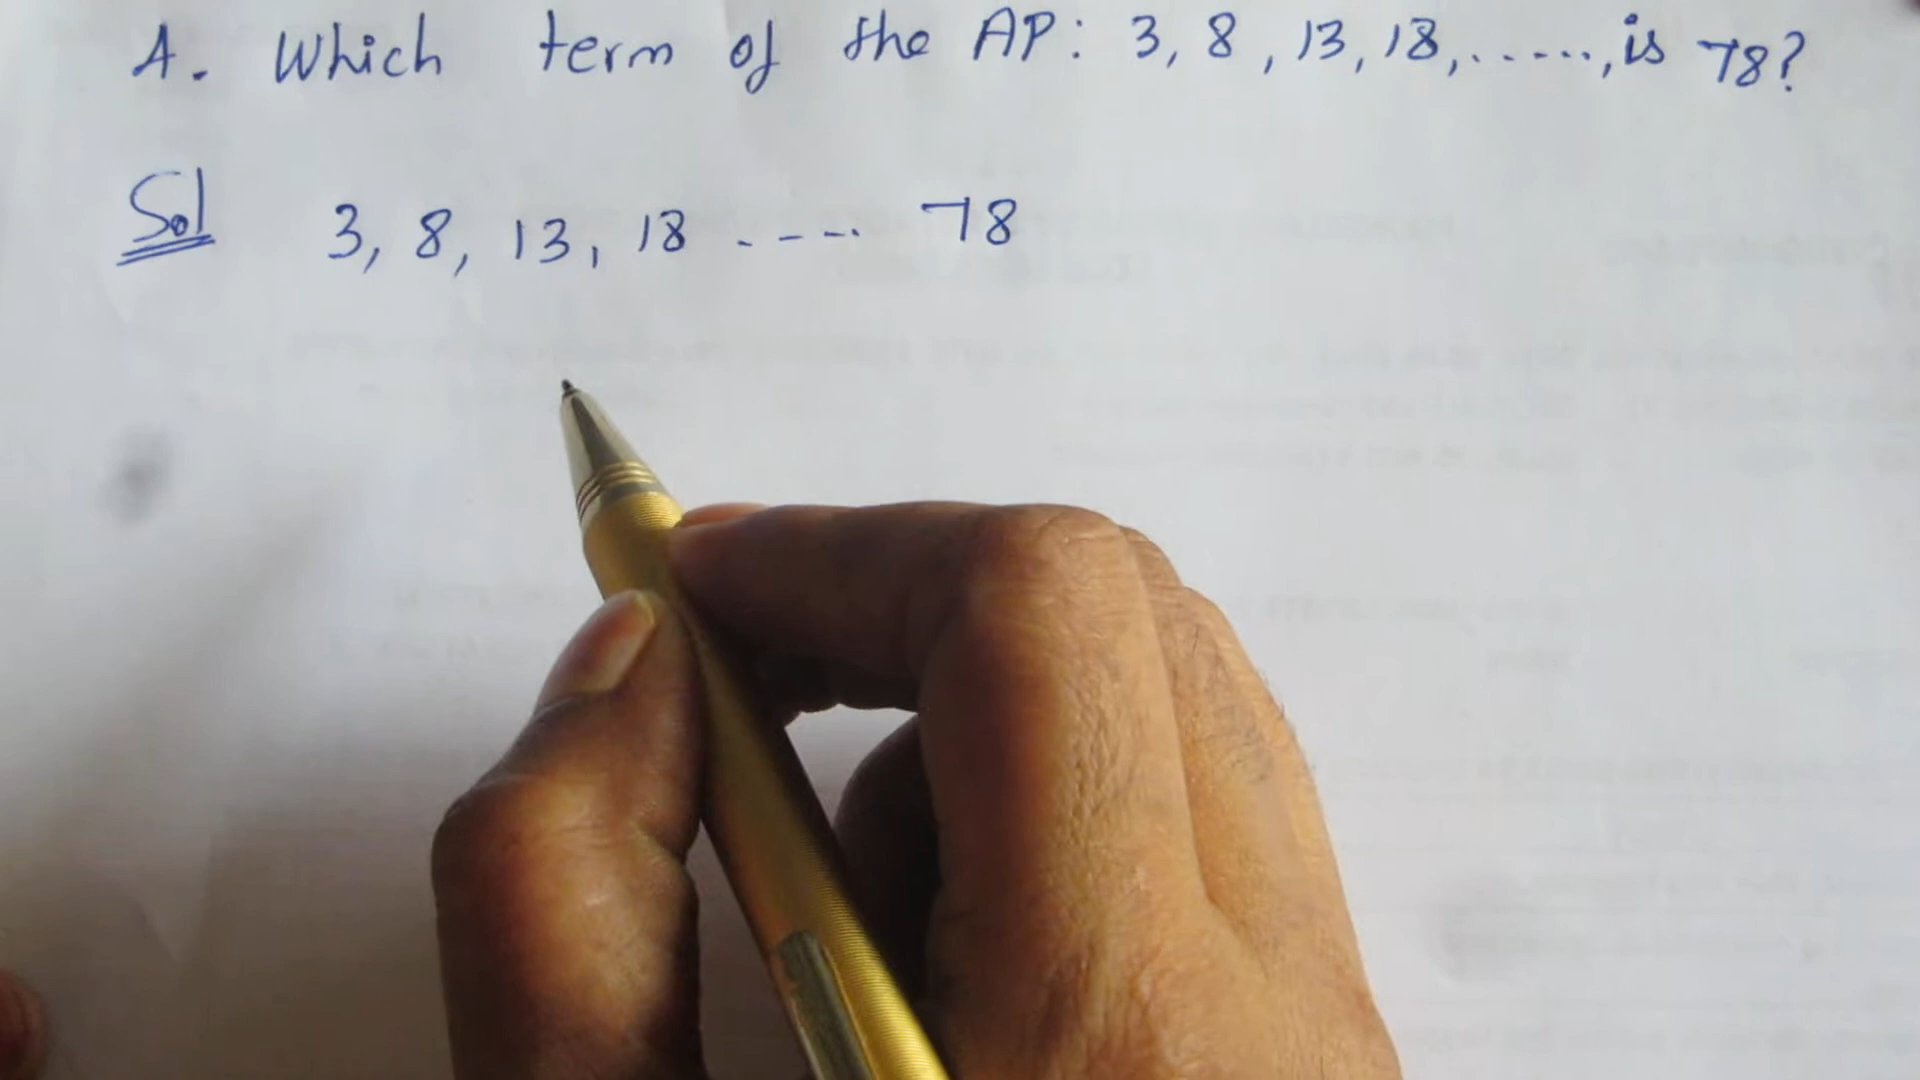 A. Which term of the AP: 3, 8, 13, 18, ....., is 78?
Sol 3, 8, 13, 18 ---- 78